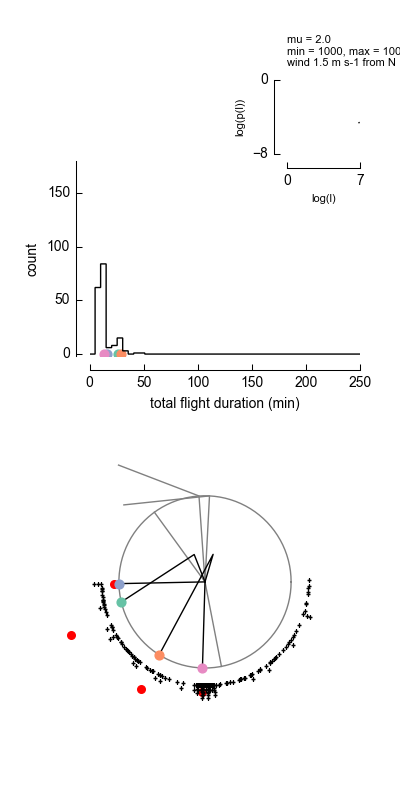 mu = 2.0
min = 1000, max = 100
wind 1.5 m s-1 from N
0
log(p(l))
−8
0 7
log(l)
150
100
count
50
0
0 50 100 150 200 250
total flight duration (min)